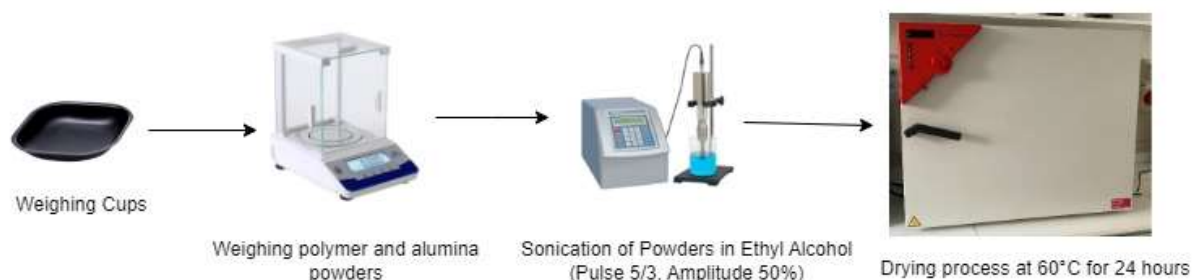 Weighing Cups
Weighing polymer and alumina
powders
Sonication of Powders in Ethyl Alcohol
(Pulse 5/3, Amplitude 50%)
Drying process at 60°C for 24 hours